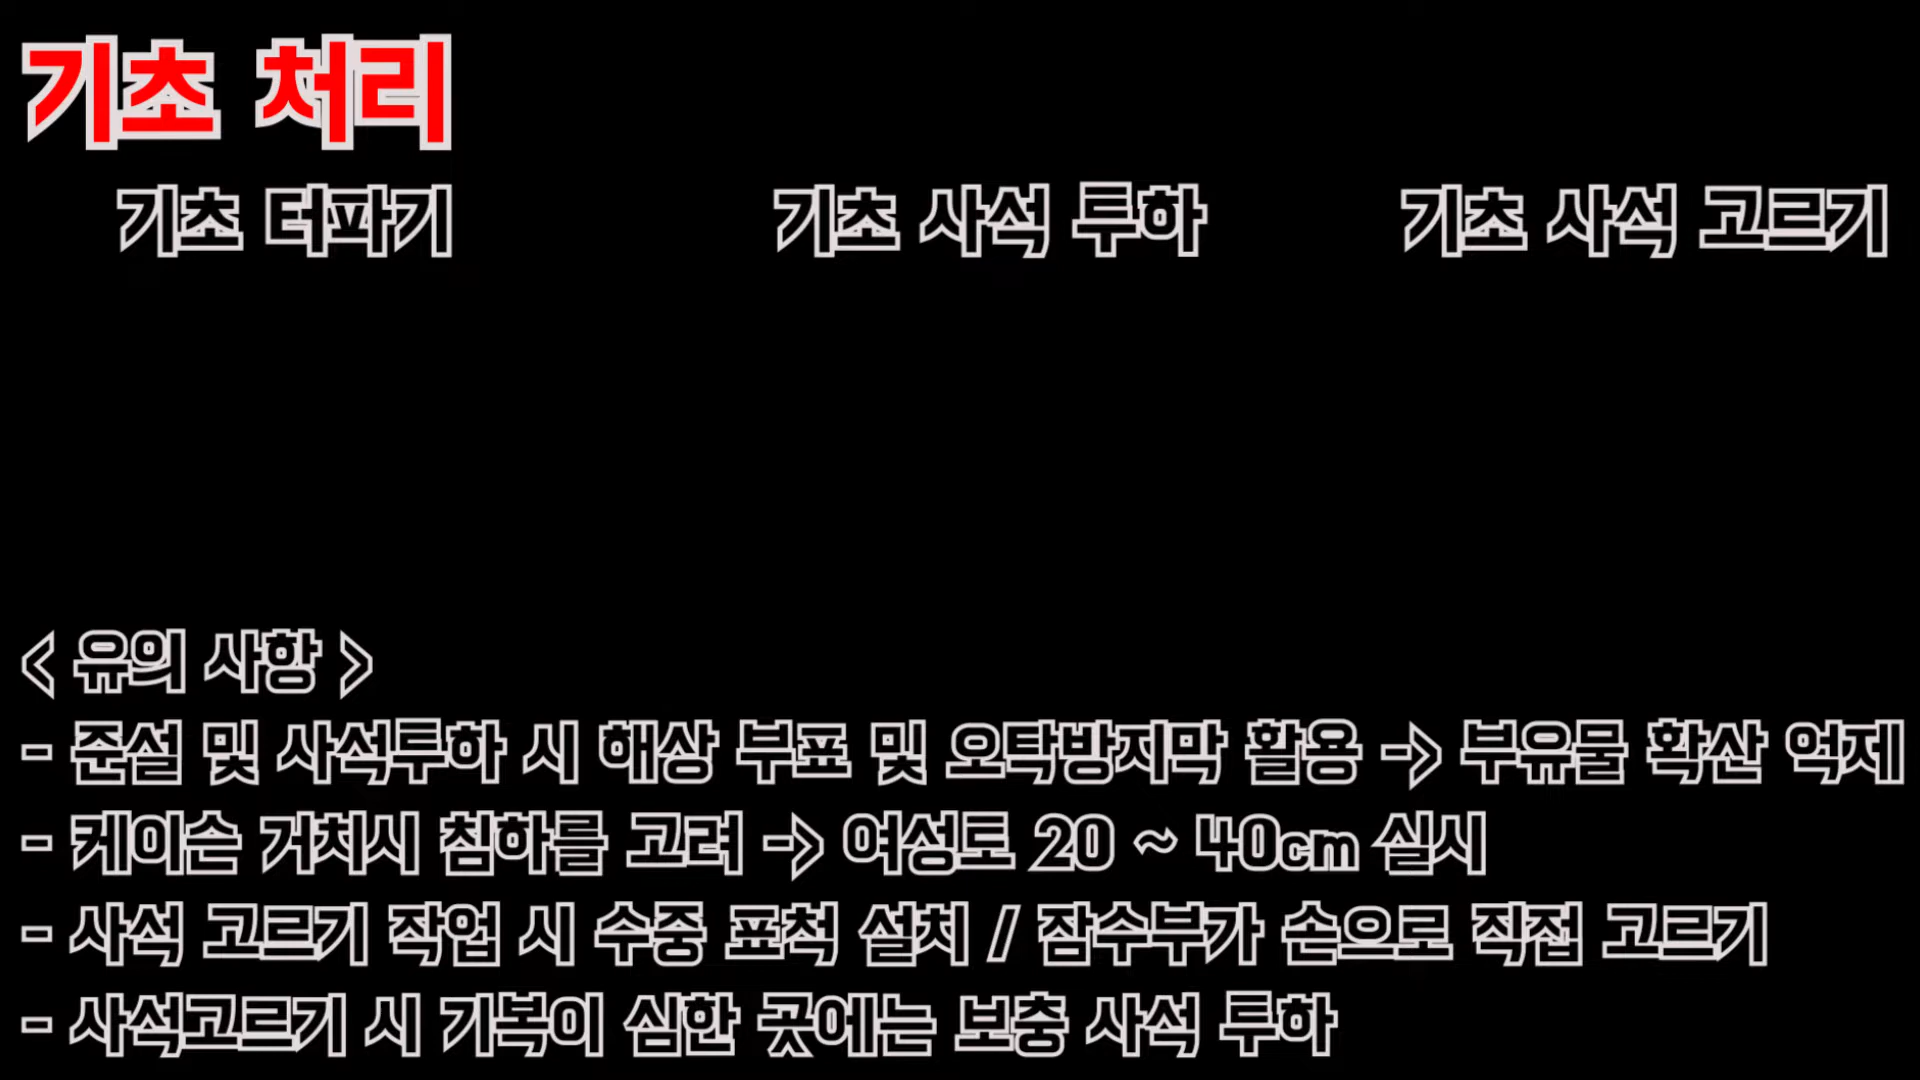 기초 처리
기초 터파기 기초 사석 투하 기초 사석 고르기
< 유의 사항 >
- 준설 및 사석투하 시 해상 부표 및 오탁방지막 활용 -> 부유물 확산 억제
- 케이슨 거치시 침하를 고려 -> 여성토 20 ~ 40cm 실시
- 사석 고르기 작업 시 수중 표척 설치 / 잠수부가 손으로 직접 고르기
- 사석고르기 시 기복이 심한 곳에는 보충 사석 투하